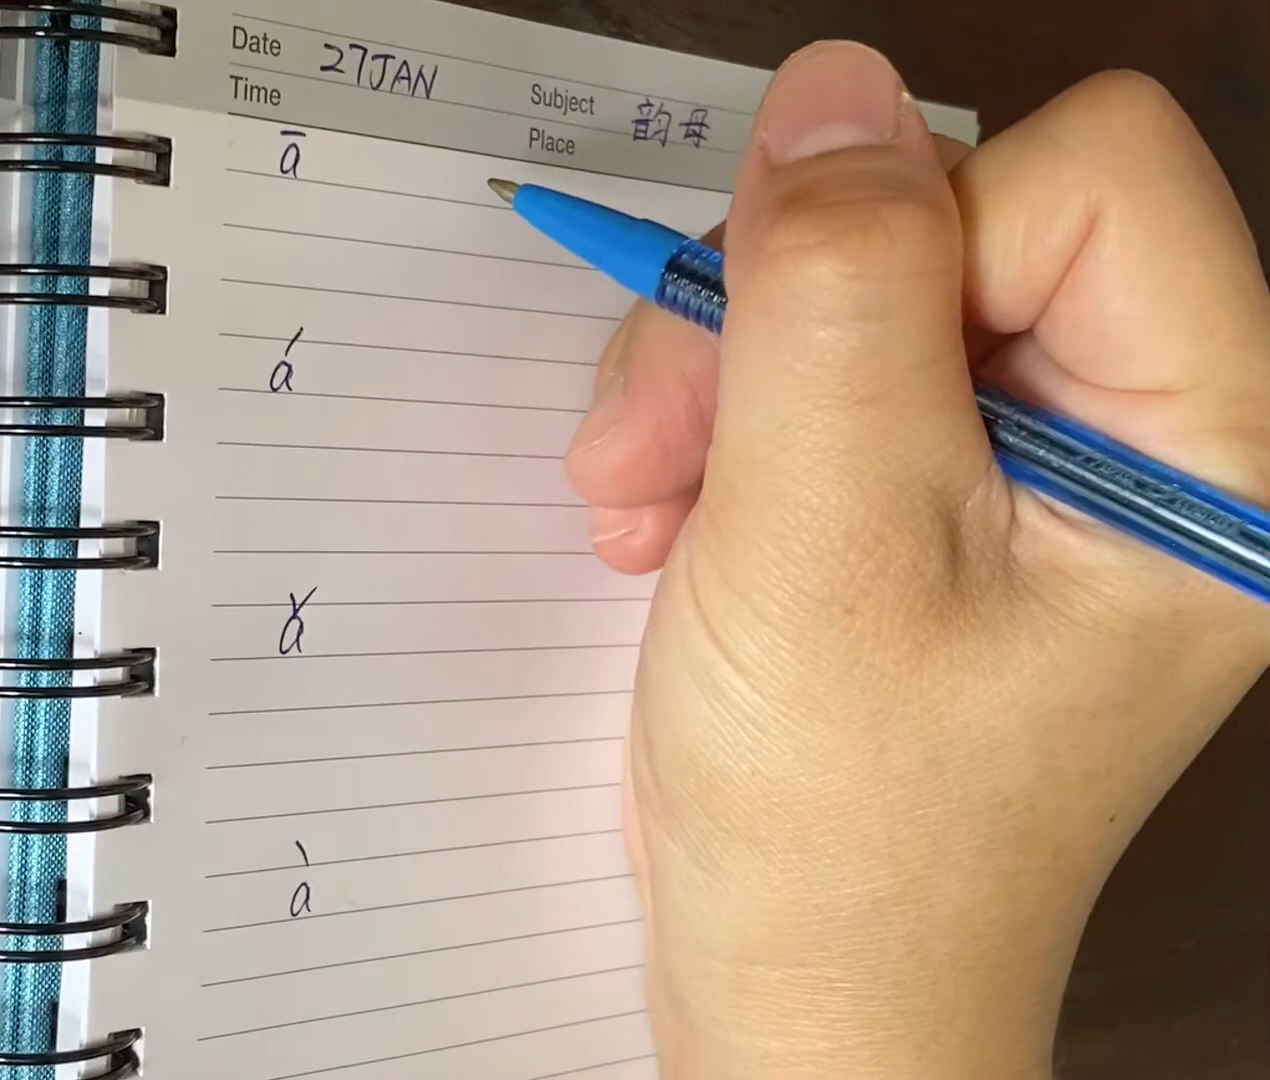 Date 27JAN
Subject 韵母
Time
Place
ā
á
ǎ
à